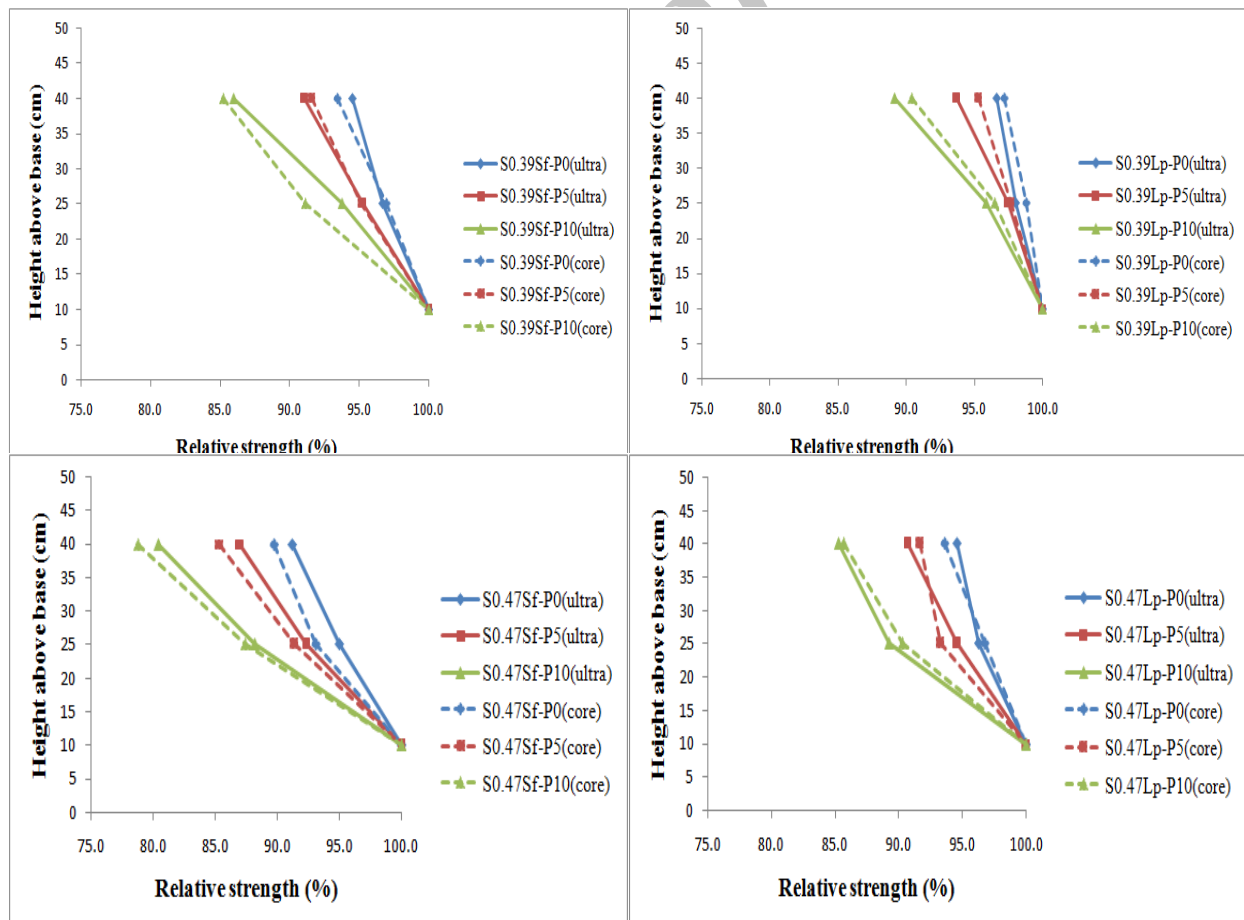 50
45
40
35
30
25
20
15
10
5
0
Height above base (cm)
75.0 80.0 85.0 90.0 95.0 100.0
Relative strength (%)
S0.39Sf-P0(ultra)
S0.39Sf-P5(ultra)
S0.39Sf-P10(ultra)
S0.39Sf-P0(core)
S0.39Sf-P5(core)
S0.39Sf-P10(core)
50
45
40
35
30
25
20
15
10
5
0
Height above base (cm)
75.0 80.0 85.0 90.0 95.0 100.0
Relative strength (%)
S0.39Lp-P0(ultra)
S0.39Lp-P5(ultra)
S0.39Lp-P10(ultra)
S0.39Lp-P0(core)
S0.39Lp-P5(core)
S0.39Lp-P10(core)
50
45
40
35
30
25
20
15
10
5
0
Height above base (cm)
75.0 80.0 85.0 90.0 95.0 100.0
Relative strength (%)
S0.47Sf-P0(ultra)
S0.47Sf-P5(ultra)
S0.47Sf-P10(ultra)
S0.47Sf-P0(core)
S0.47Sf-P5(core)
S0.47Sf-P10(core)
50
45
40
35
30
25
20
15
10
5
0
Height above base (cm)
75.0 80.0 85.0 90.0 95.0 100.0
Relative strength (%)
S0.47Lp-P0(ultra)
S0.47Lp-P5(ultra)
S0.47Lp-P10(ultra)
S0.47Lp-P0(core)
S0.47Lp-P5(core)
S0.47Lp-P10(core)